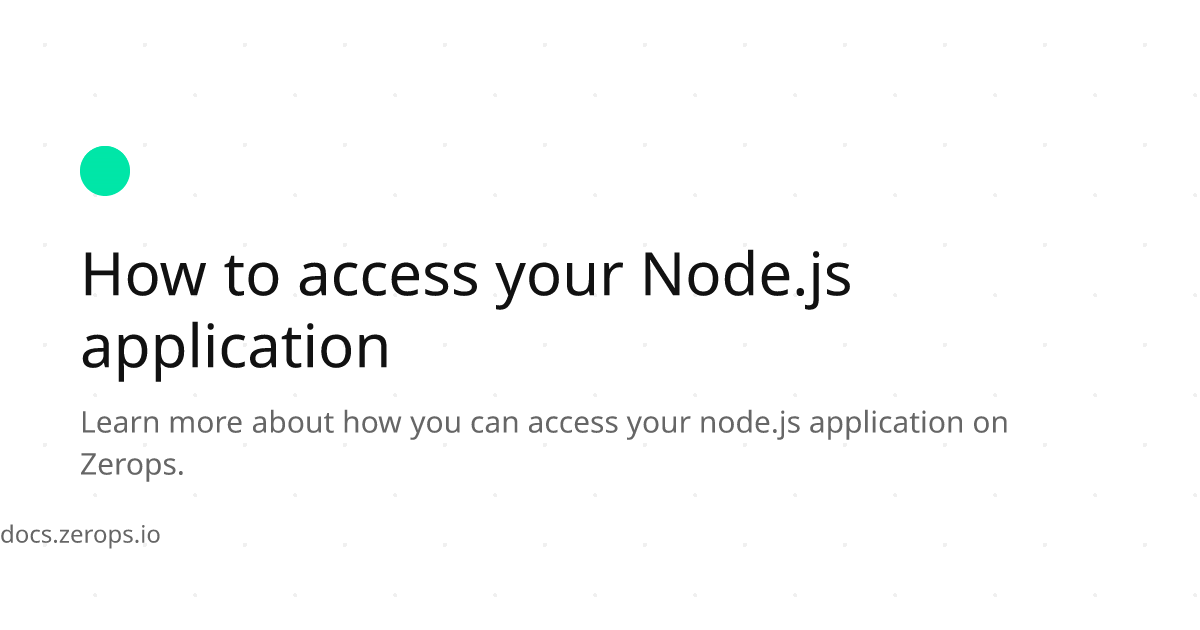 How to access your Node.js
application
Learn more about how you can access your node.js application on
Zerops.
docs.zerops.io